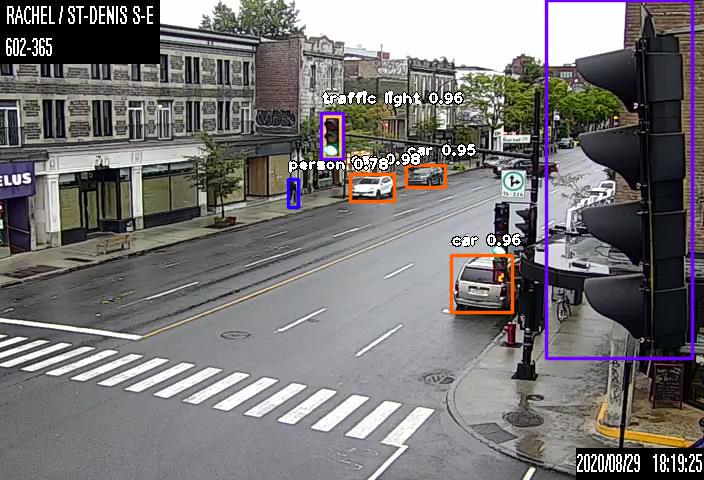 RACHEL / ST-DENIS S-E
602-365
traffic light 0.96
car 0.95
person 0.78
0.98
ELUS
car 0.96
2020/08/29 18:19:25